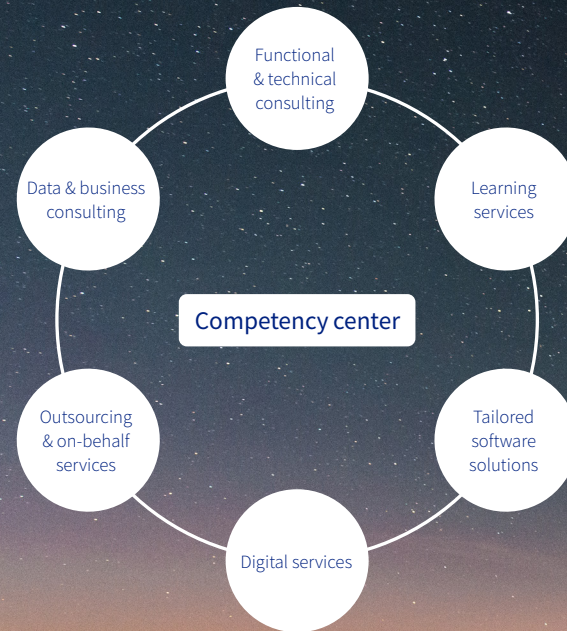 Functional
& technical
consulting
Data & business
consulting
Learning
services
Competency center
Outsourcing
& on-behalf
services
Tailored
software
solutions
Digital services